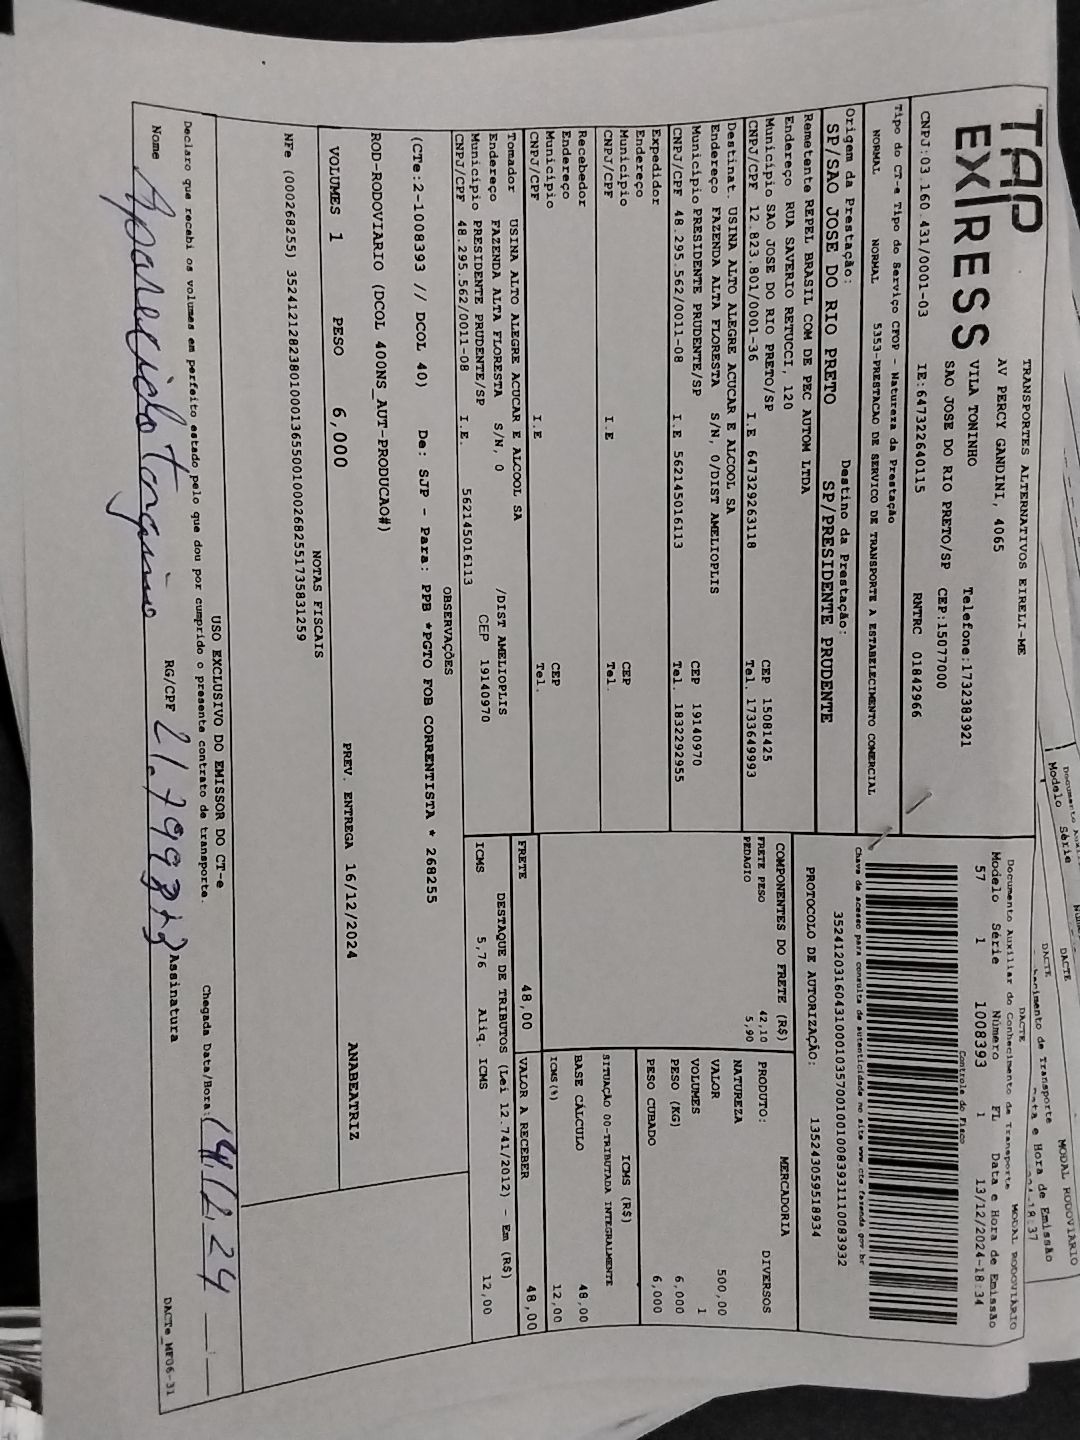 TAP
EXPRESS
TRANSPORTES ALTERNATIVOS EIRELI-ME
AV PERCY GANDINI, 4065
VILA TONINHO Telefone:1732383921
SAO JOSE DO RIO PRETO/SP CEP:15077000
CNPJ:03.160.431/0001-03 IE:647322640115 RNTRC 01842966
Tipo do CT-e Tipo do Serviço CFOP - Natureza da Prestação
NORMAL NORMAL 5353-PRESTACAO DE SERVICO DE TRANSPORTE A ESTABELECIMENTO COMERCIAL
Origem da Prestação: Destino da Prestação:
SP/SAO JOSE DO RIO PRETO SP/PRESIDENTE PRUDENTE
Remetente REPEL BRASIL COM DE PEC AUTOM LTDA
Endereço RUA SAVERIO RETUCCI, 120
Município SAO JOSE DO RIO PRETO/SP CEP 15081425
CNPJ/CPF 12.823.801/0001-36 I.E 647329263118 Tel. 1733649993
Destinat. USINA ALTO ALEGRE ACUCAR E ALCOOL SA
Endereço FAZENDA ALTA FLORESTA S/N, 0/DIST AMELIOPLIS
Município PRESIDENTE PRUDENTE/SP CEP 19140970
CNPJ/CPF 48.295.562/0011-08 I.E 562145016113 Tel. 1832292955
Expedidor
Endereço
Município CEP
CNPJ/CPF I.E Tel.
Recebedor
Endereço
Município CEP
CNPJ/CPF I.E Tel.
Tomador USINA ALTO ALEGRE ACUCAR E ALCOOL SA
Endereço FAZENDA ALTA FLORESTA S/N, 0 /DIST AMELIOPLIS
Município PRESIDENTE PRUDENTE/SP CEP 19140970
CNPJ/CPF 48.295.562/0011-08 I.E. 562145016113
Documento Auxiliar do Conhecimento de Transporte MODAL RODOVIÁRIO
DACTE
Modelo Série Número FL Data e Hora de Emissão
57 1 1008393 1 13/12/2024-18:34
Controle do Fisco
Chave de acesso para consulta de autenticidade no site www.cte.fazenda.gov.br
35241203160431000103570010010083931110083932
PROTOCOLO DE AUTORIZAÇÃO: 135243059518934
COMPONENTES DO FRETE (R$)
FRETE PESO 42,10
PEDAGIO 5,90
MERCADORIA
PRODUTO: DIVERSOS
NATUREZA
VALOR 500,00
VOLUMES 1
PESO (KG) 6,000
PESO CUBADO 6,000
ICMS (R$)
SITUAÇÃO 00-TRIBUTADA INTEGRALMENTE
BASE CÁLCULO 48,00
ICMS(%) 12,00
FRETE 48,00 VALOR A RECEBER 48,00
DESTAQUE DE TRIBUTOS (Lei 12.741/2012) - Em (R$)
ICMS 5,76 Aliq. ICMS 12,00
OBSERVAÇÕES
(CTe:2-1008393 // DCOL 40) De: SJP - Para: PPB *PGTO FOB CORRENTISTA * 268255
ROD-RODOVIARIO (DCOL 400NS_AUT-PRODUCAO#)
VOLUMES 1 PESO 6,000 PREV. ENTREGA 16/12/2024 ANABEATRIZ
NOTAS FISCAIS
NFe (000268255) 35241212823801000136550010002682551735831259
USO EXCLUSIVO DO EMISSOR DO CT-e
Declaro que recebi os volumes em perfeito estado pelo que dou por cumprido o presente contrato de transporte. Chegada Data/Hora:
Nome Aparecido RG/CPF Assinatura
DACTe_MF06-31
Modelo Série
DACTE
MODAL RODOVIÁRIO